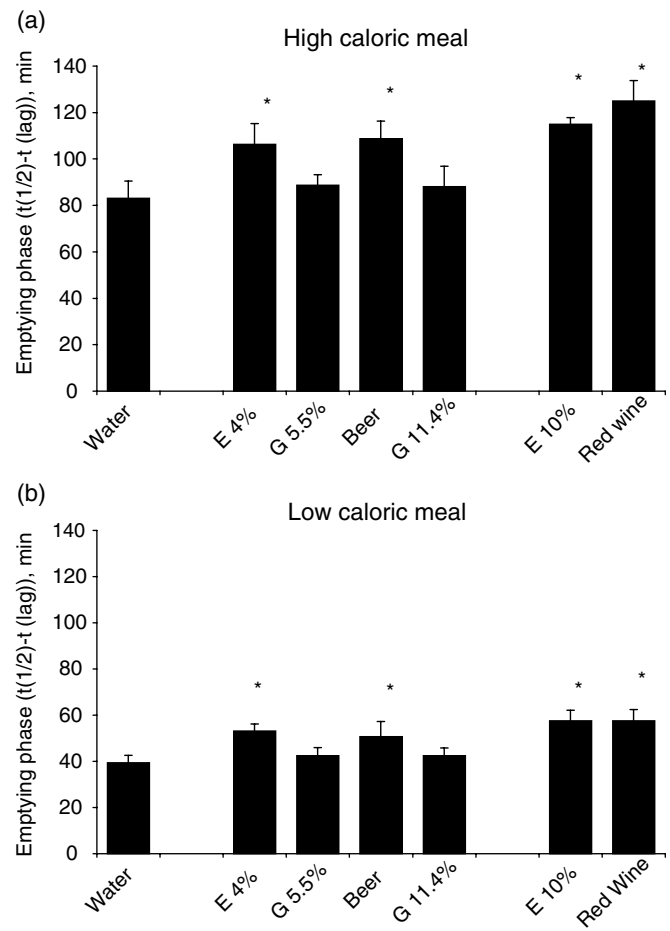 (a)
High caloric meal
Emptying phase (t(1/2)-t (lag)), min
140
120
100
80
60
40
20
0
* * * *
Water E 4% G 5.5% Beer G 11.4% E 10% Red wine
(b)
Low caloric meal
Emptying phase (t(1/2)-t (lag)), min
140
120
100
80
60
40
20
0
* * * *
Water E 4% G 5.5% Beer G 11.4% E 10% Red Wine